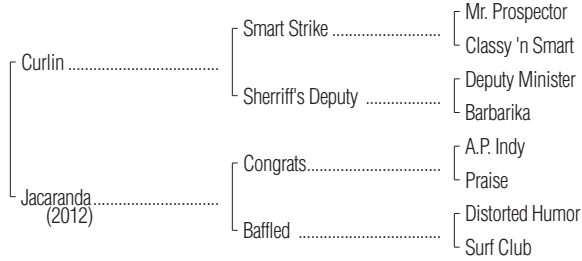 Mr. Prospector
Smart Strike ........................
Classy 'n Smart
Curlin ..................................
Deputy Minister
Sherriff's Deputy .................
Barbarika
A.P. Indy
Congrats..............................
Praise
Jacaranda............................
(2012)
Distorted Humor
Baffled ................................
Surf Club